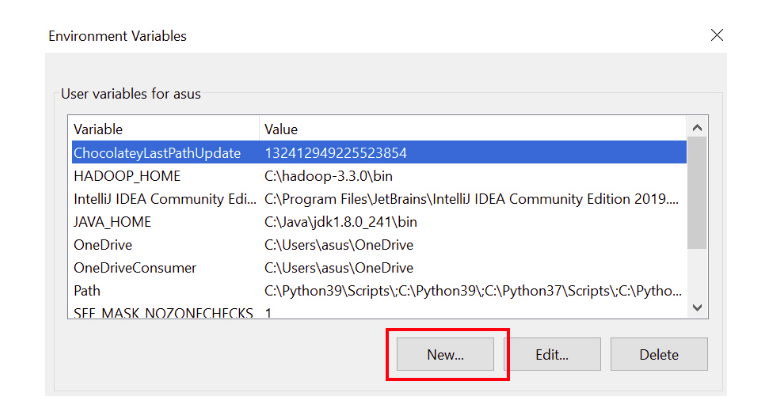 Environment Variables
User variables for asus
Variable Value
ChocolateyLastPathUpdate 132412949225523854
HADOOP_HOME C:\hadoop-3.3.0\bin
IntelliJ IDEA Community Edi... C:\Program Files\JetBrains\IntelliJ IDEA Community Edition 2019....
JAVA_HOME C:\Java\jdk1.8.0_241\bin
OneDrive C:\Users\asus\OneDrive
OneDriveConsumer C:\Users\asus\OneDrive
Path C:\Python39\Scripts\;C:\Python39\;C:\Python37\Scripts\;C:\Pytho...
SEE_MASK_NOZONECHECKS 1
New... Edit... Delete